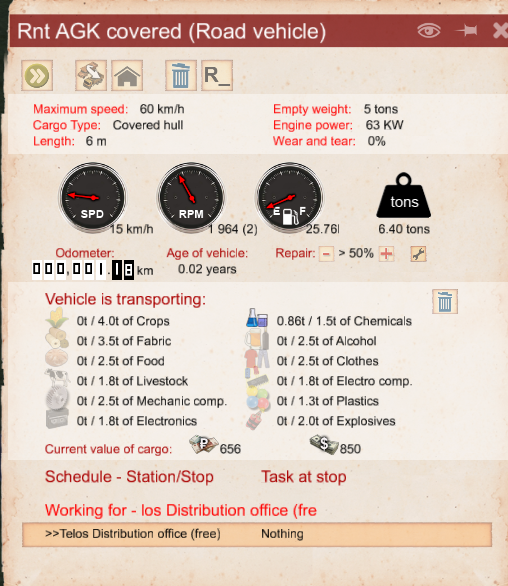 Rnt AGK covered (Road vehicle)
R_
Maximum speed: 60 km/h
Empty weight: 5 tons
Cargo Type: Covered hull
Engine power: 63 KW
Length: 6 m
Wear and tear: 0%
SPD
RPM
E F
tons
15 km/h
1 964 (2)
25.76l
6.40 tons
Odometer:
Age of vehicle:
Repair: - > 50% +
000,001.18 km
0.02 years
Vehicle is transporting:
0t / 4.0t of Crops
0.86t / 1.5t of Chemicals
0t / 3.5t of Fabric
0t / 2.5t of Alcohol
0t / 2.5t of Food
0t / 2.5t of Clothes
0t / 1.8t of Livestock
0t / 1.8t of Electro comp.
0t / 2.5t of Mechanic comp.
0t / 1.3t of Plastics
0t / 1.8t of Electronics
0t / 2.0t of Explosives
Current value of cargo: ₽ 656
$ 850
Schedule - Station/Stop
Task at stop
Working for - los Distribution office (fre
>>Telos Distribution office (free)
Nothing